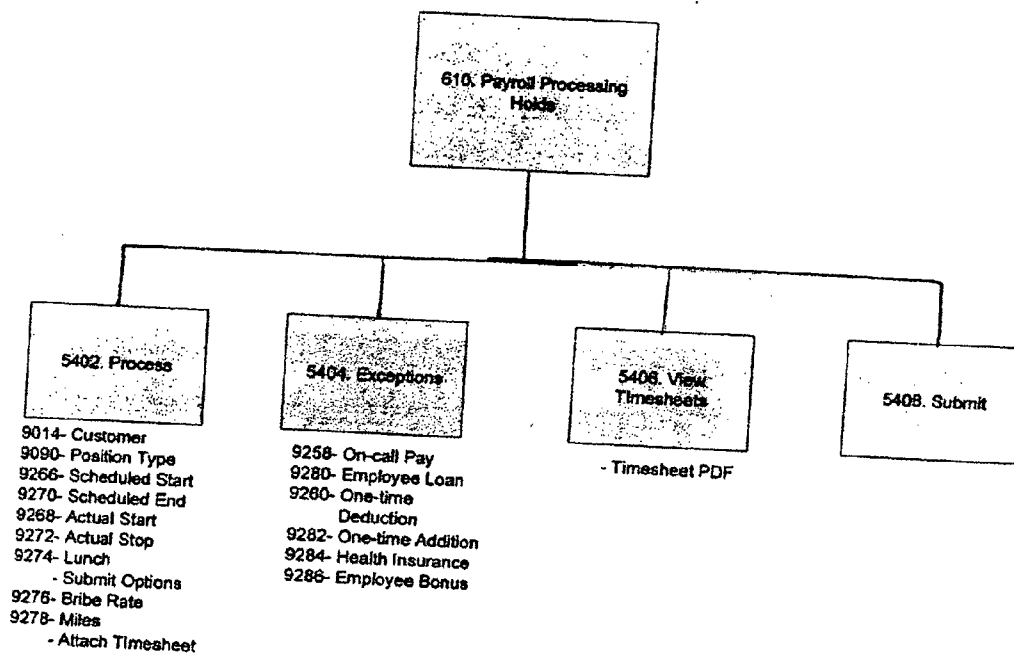 610. Payroll Processing
Holds
5402. Process
5404. Exceptions
5406. View
Timesheets
5408. Submit
9014- Customer
9090- Position Type
9266- Scheduled Start
9270- Scheduled End
9268- Actual Start
9272- Actual Stop
9274- Lunch
- Submit Options
9276- Bribe Rate
9278- Miles
- Attach Timesheet
9258- On-call Pay
9280- Employee Loan
9260- One-time
Deduction
9282- One-time Addition
9284- Health Insurance
9286- Employee Bonus
- Timesheet PDF